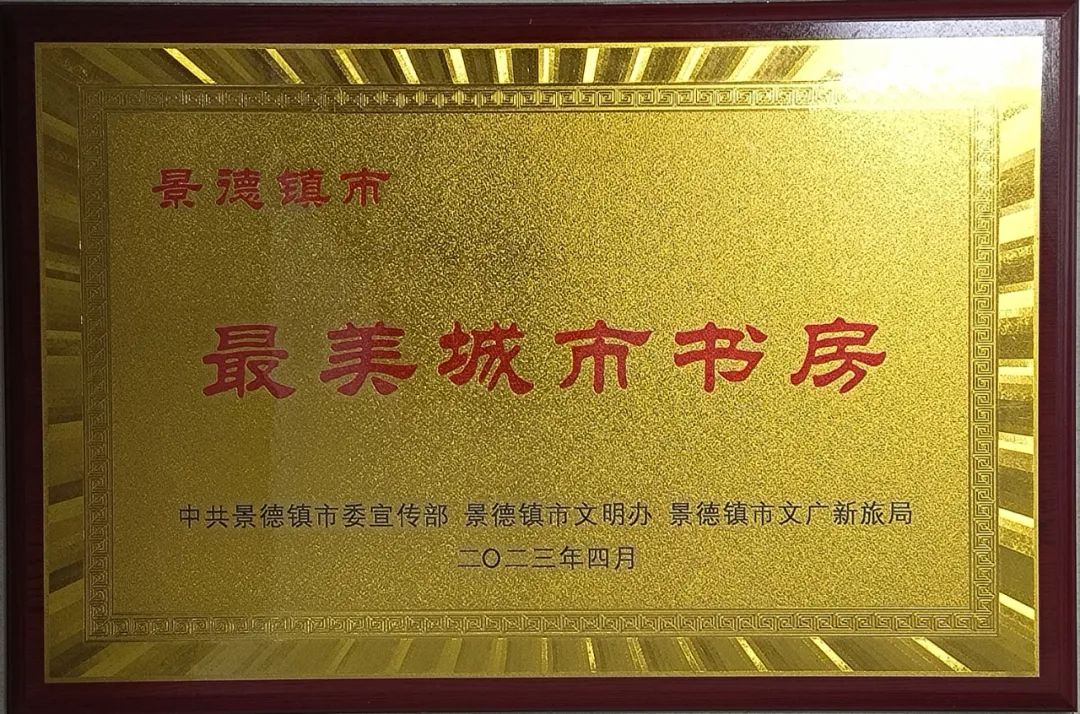 景德镇市
最美城市书房
中共景德镇市委宣传部 景德镇市文明办 景德镇市文广新旅局
二〇二三年四月